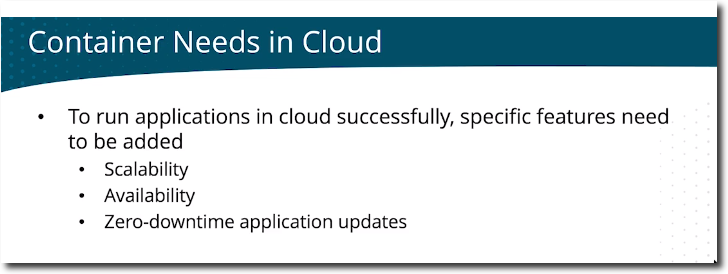 Container Needs in Cloud
• To run applications in cloud successfully, specific features need
to be added
• Scalability
• Availability
• Zero-downtime application updates